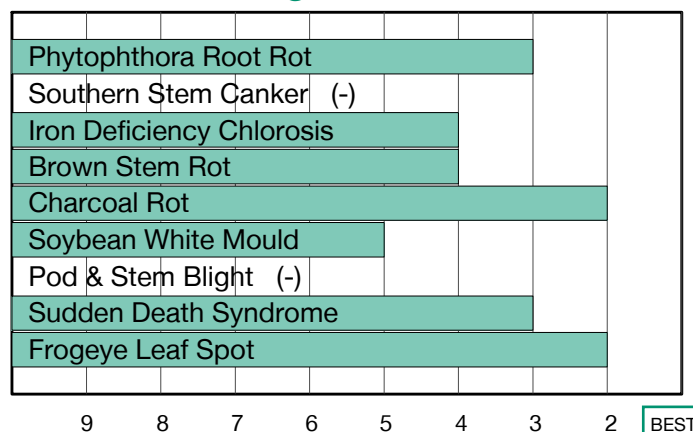 Phytophthora Root Rot
Southern Stem Canker (-)
Iron Deficiency Chlorosis
Brown Stem Rot
Charcoal Rot
Soybean White Mould
Pod & Stem Blight (-)
Sudden Death Syndrome
Frogeye Leaf Spot
9 8 7 6 5 4 3 2 BEST